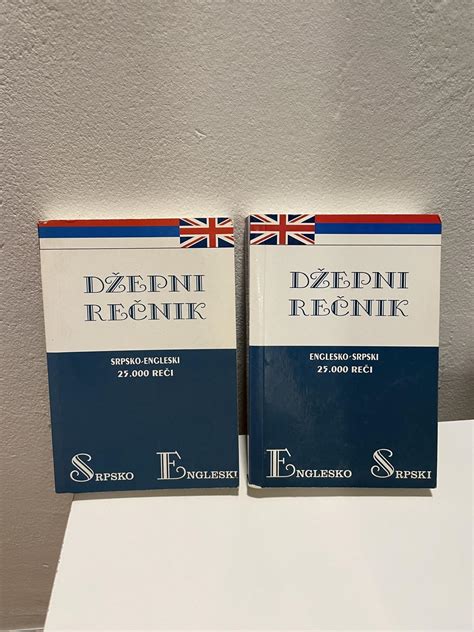 DŽEPNI
REČNIK
SRPSKO-ENGLESKI
25.000 REČI
SRPSKO ENGLESKI
DŽEPNI
REČNIK
ENGLESKO-SRPSKI
25.000 REČI
ENGLESKO SRPSKI